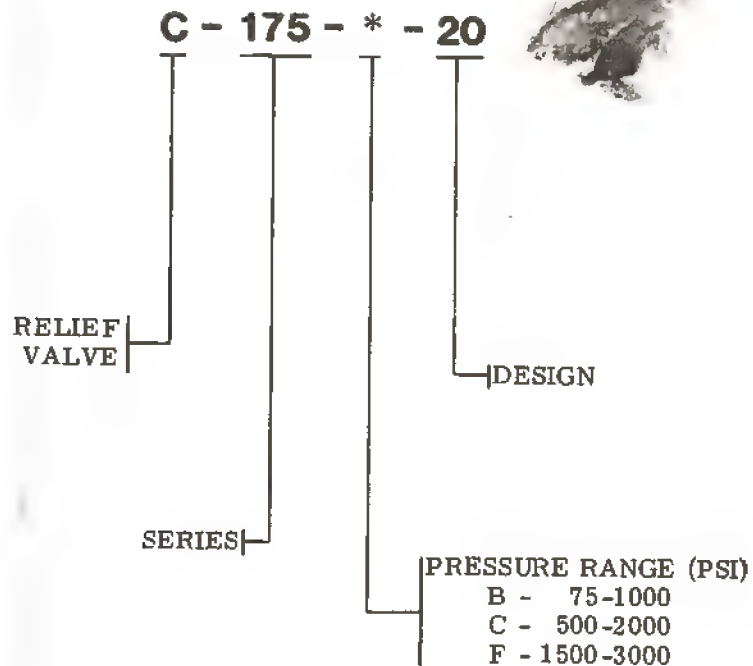 C - 175 - * - 20
RELIEF
VALVE
DESIGN
SERIES
PRESSURE RANGE (PSI)
B - 75-1000
C - 500-2000
F - 1500-3000